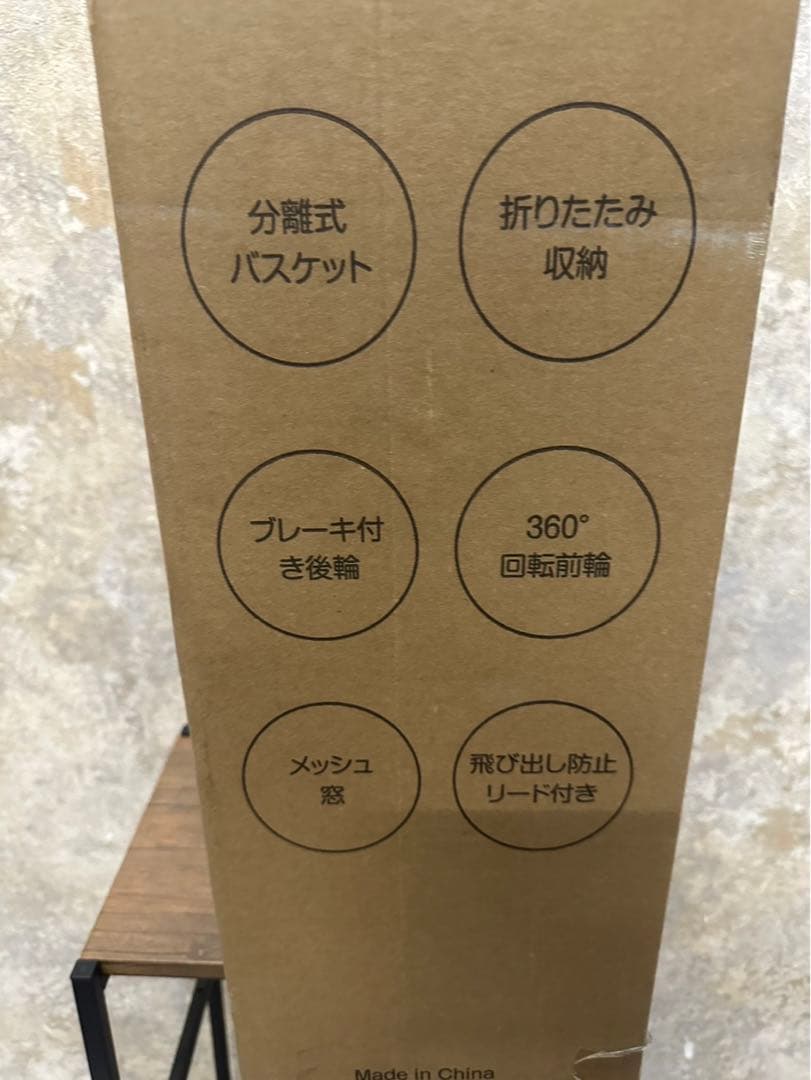 分離式
バスケット
折りたたみ
収納
ブレーキ付
き後輪
360°
回転前輪
メッシュ
窓
飛び出し防止
リード付き
Made in China